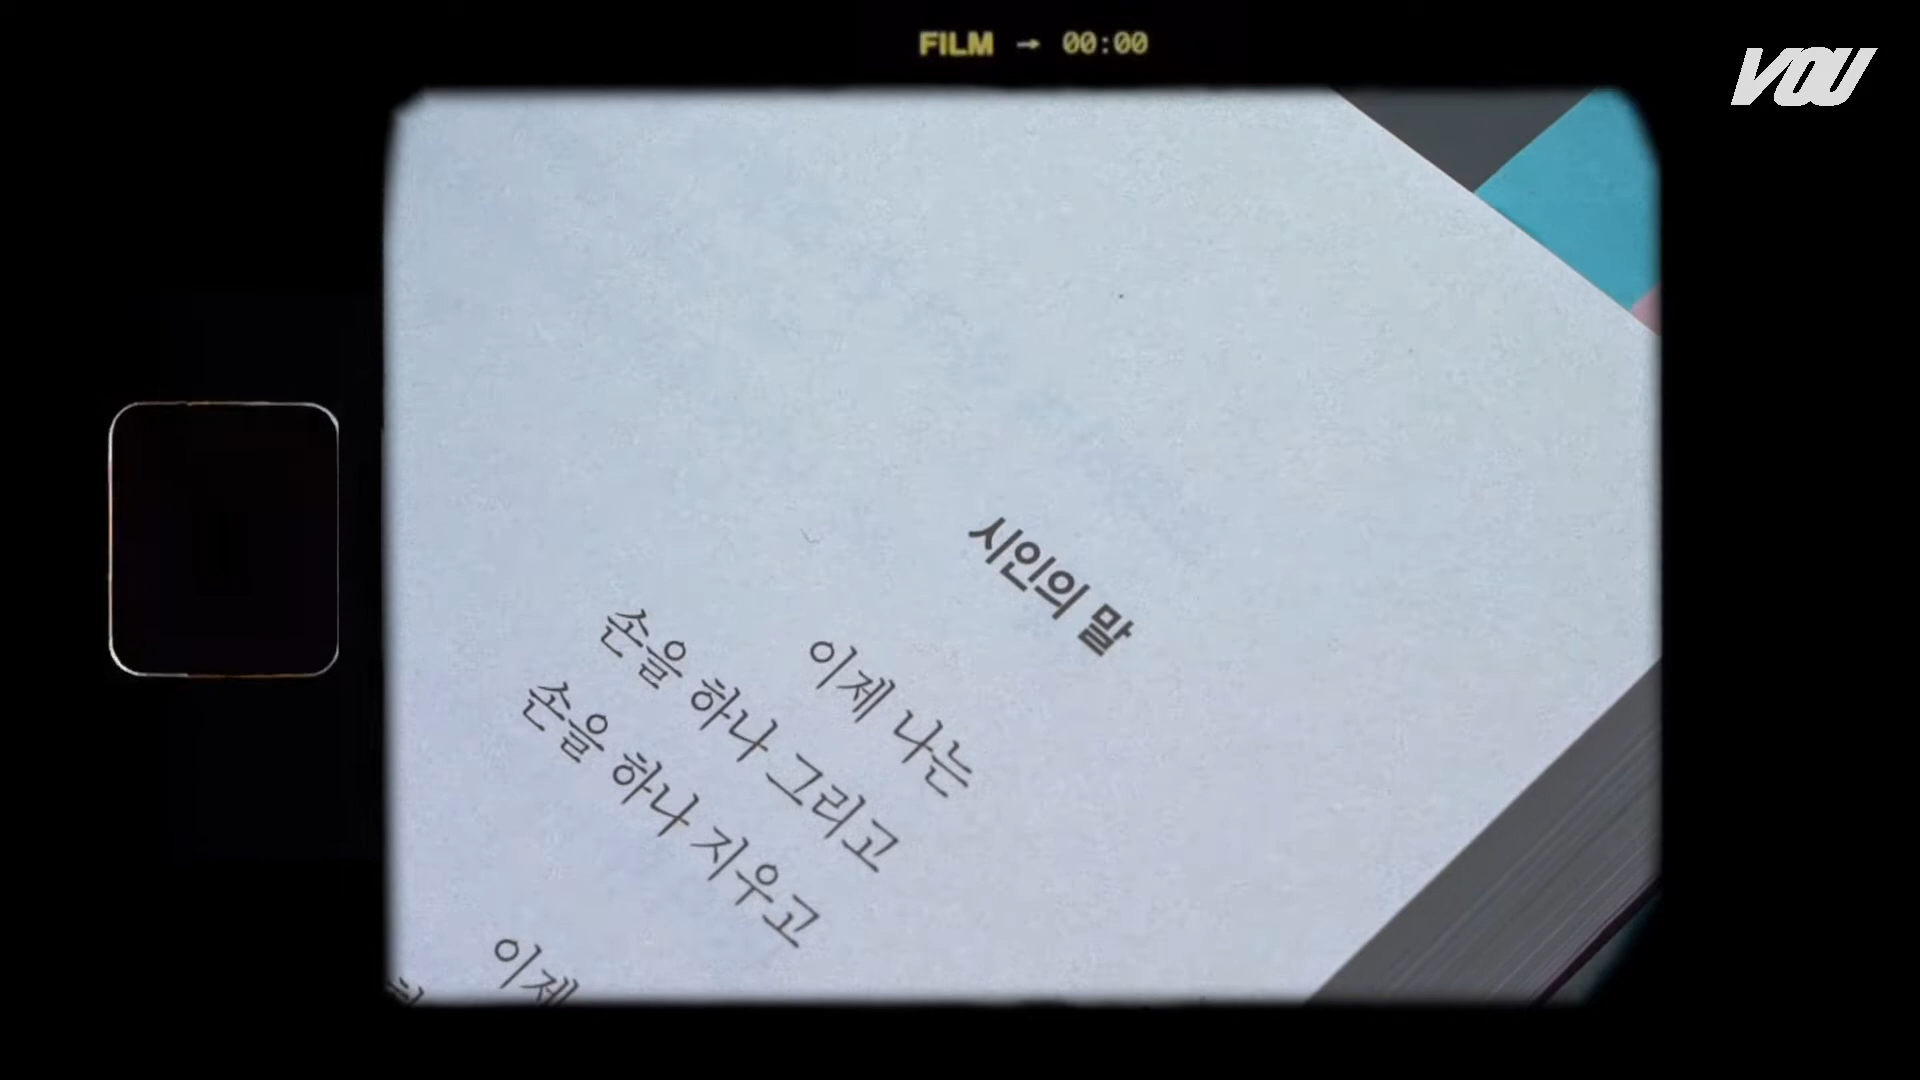 FILM → 00:00
VOU
시인의 말
이제 나는
손을 하나 그리고
손을 하나 지우고
이제